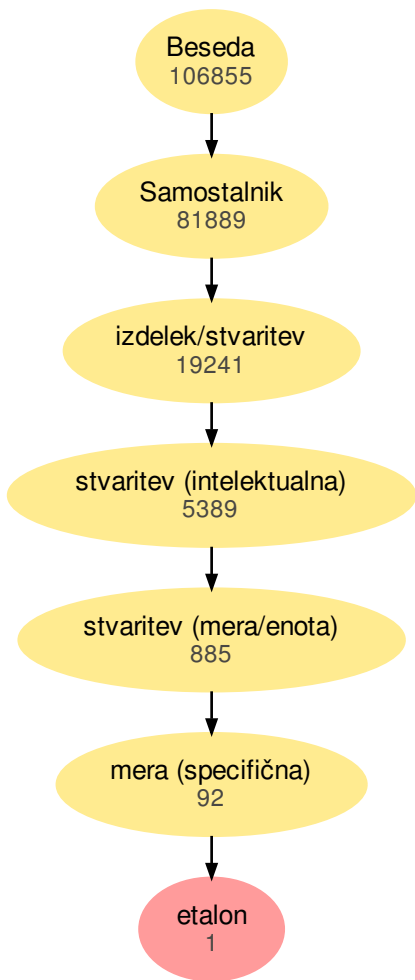 Beseda
106855
Samostalnik
81889
izdelek/stvaritev
19241
stvaritev (intelektualna)
5389
stvaritev (mera/enota)
885
mera (specifična)
92
etalon
1